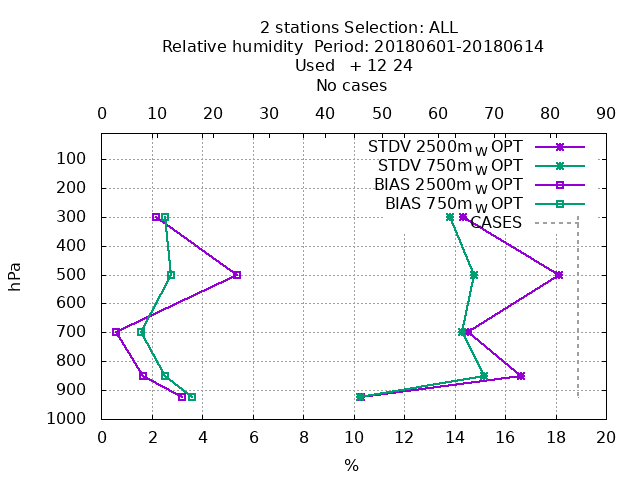 2 stations Selection: ALL
Relative humidity  Period: 20180601-20180614
Used   + 12 24
No cases
0 10 20 30 40 50 60 70 80 90
STDV 2500m W OPT
STDV 750m W OPT
BIAS 2500m W OPT
BIAS 750m W OPT
CASES
100
200
300
400
500
600
700
800
900
1000
hPa
0 2 4 6 8 10 12 14 16 18 20
%